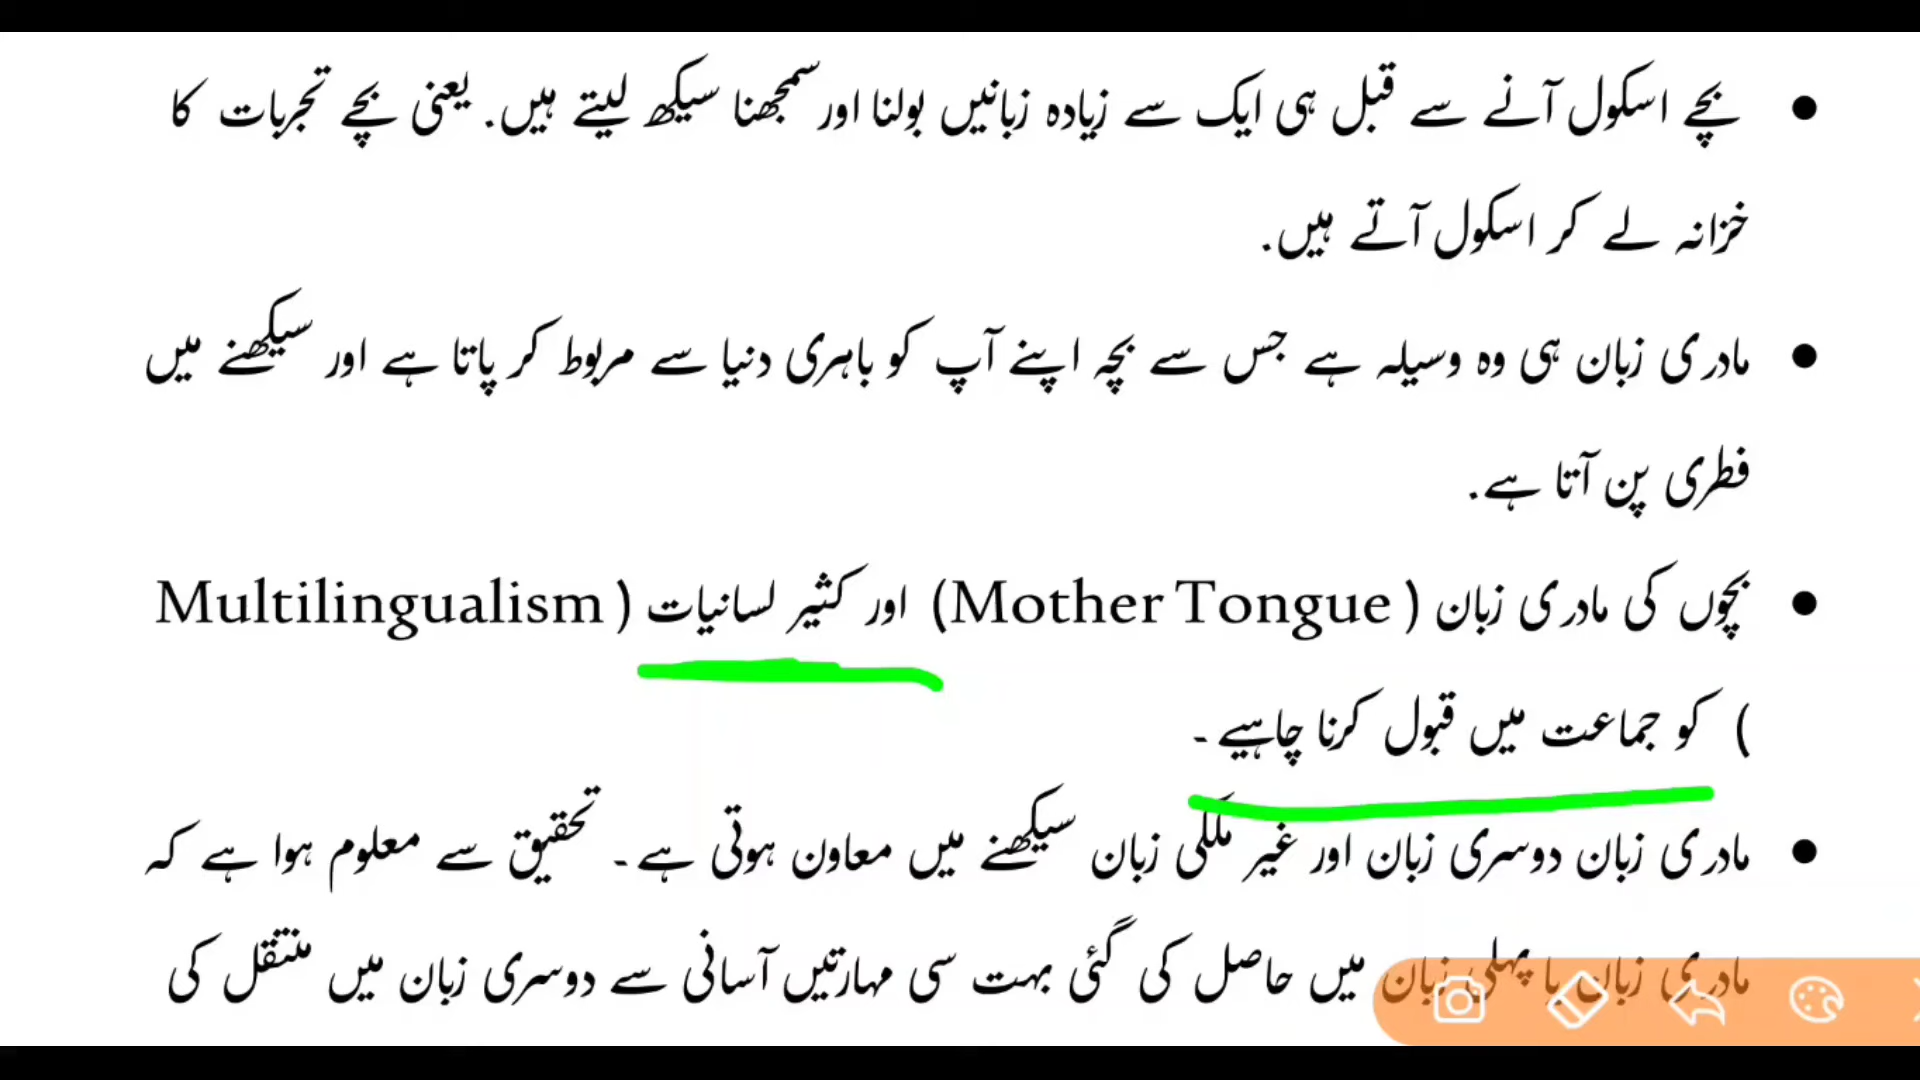 • بچے اسکول آنے سے قبل ہی ایک سے زیادہ زبانیں بولنا اور سمجھنا سیکھ لیتے ہیں. یعنی بچے تجربات کا
خزانہ لے کر اسکول آتے ہیں.
• مادری زبان ہی وہ وسیلہ ہے جس سے بچہ اپنے آپ کو باہری دنیا سے مربوط کر پاتا ہے اور سیکھنے میں
فطری پن آتا ہے.
• بچوں کی مادری زبان ( Mother Tongue) اور کثیر لسانیات ( Multilingualism
) کو جماعت میں قبول کرنا چاہیے ۔
• مادری زبان دوسری زبان اور غیر ملکی زبان سیکھنے میں معاون ہوتی ہے ۔ تحقیق سے معلوم ہوا ہے کہ
مادری زبان یا پہلی زبان میں حاصل کی گئی بہت سی مہارتیں آسانی سے دوسری زبان میں منتقل کی